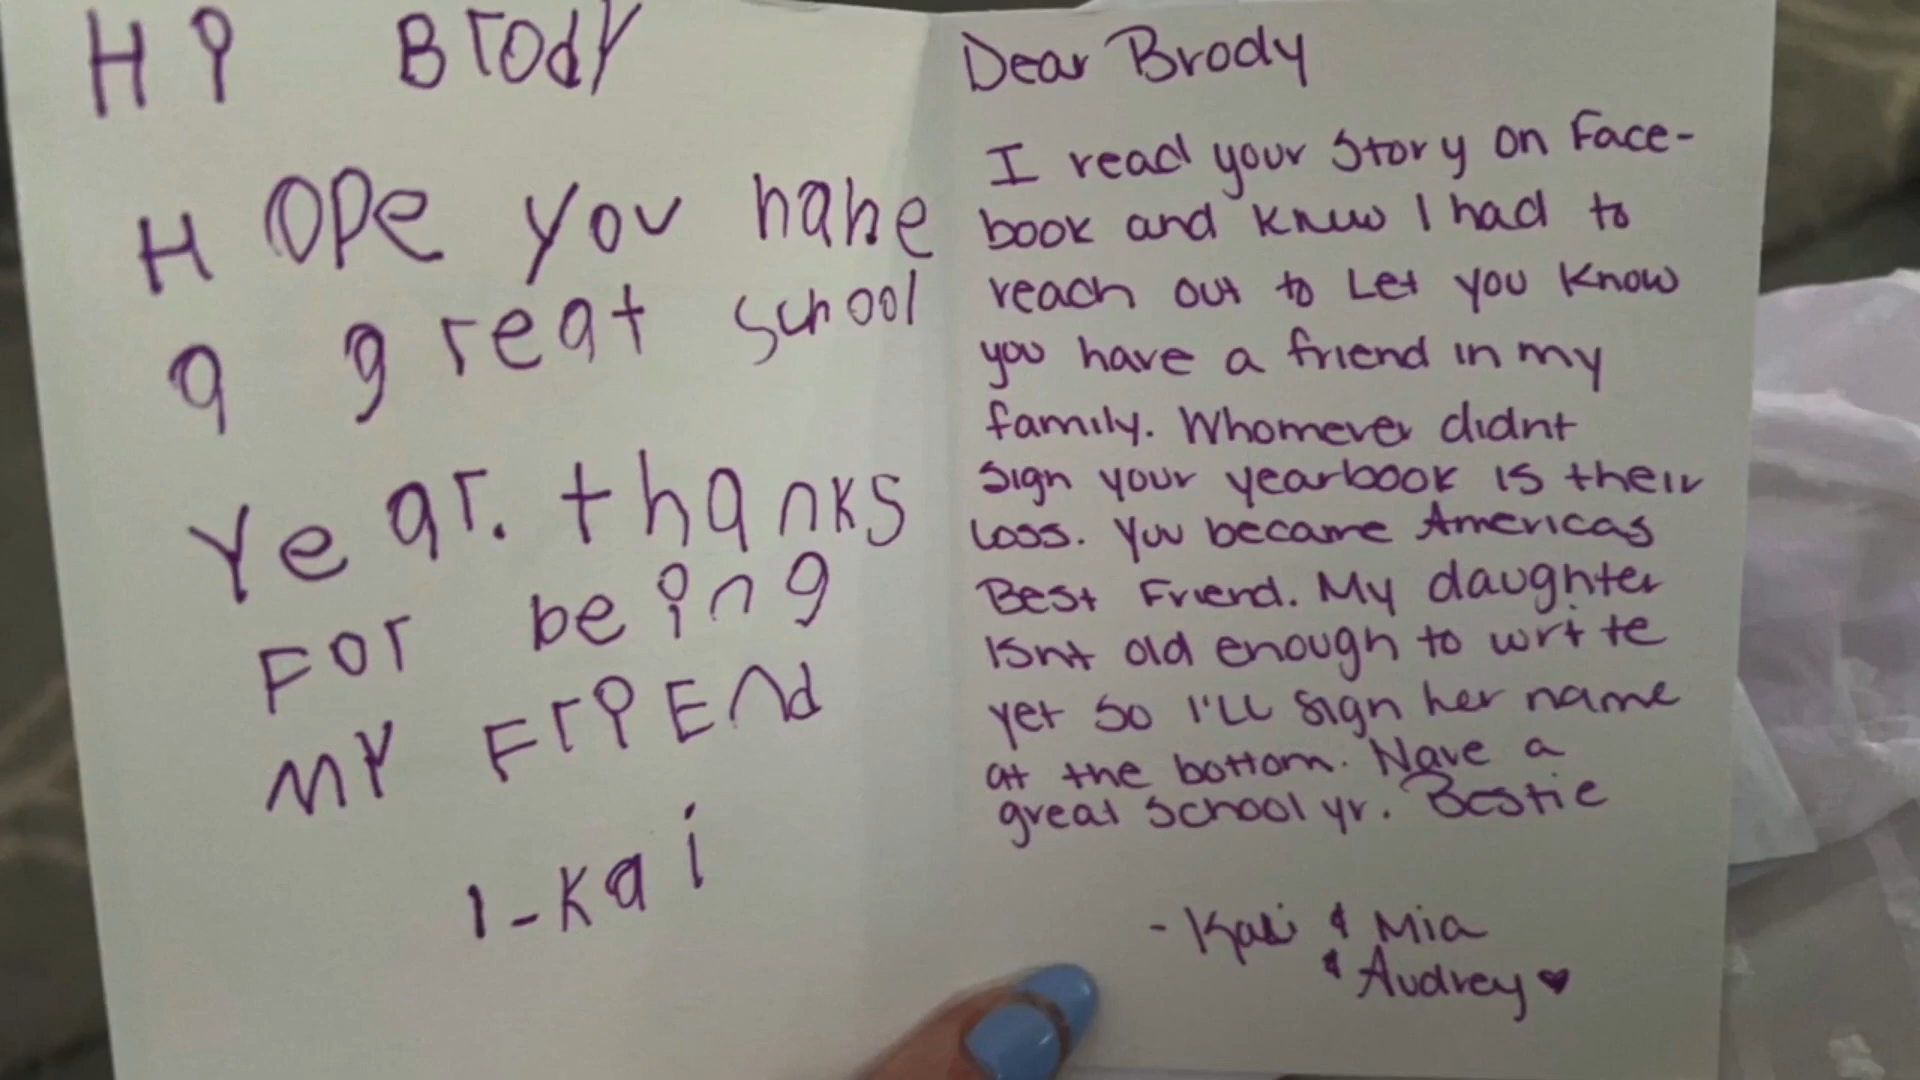 Hi Brody
Hope you hahe
a great school
Year. thanks
For being
my FriEnd
1-kai
Dear Brody
I read your story on Face-
book and knew I had to
reach out to Let you know
you have a friend in my
family. Whomever didnt
sign your yearbook is their
loss. You became Americas
Best Friend. My daughter
isnt old enough to write
yet so I'll sign her name
at the bottom. Have a
great school yr. Bestie
- Kali & Mia
& Audrey ♥